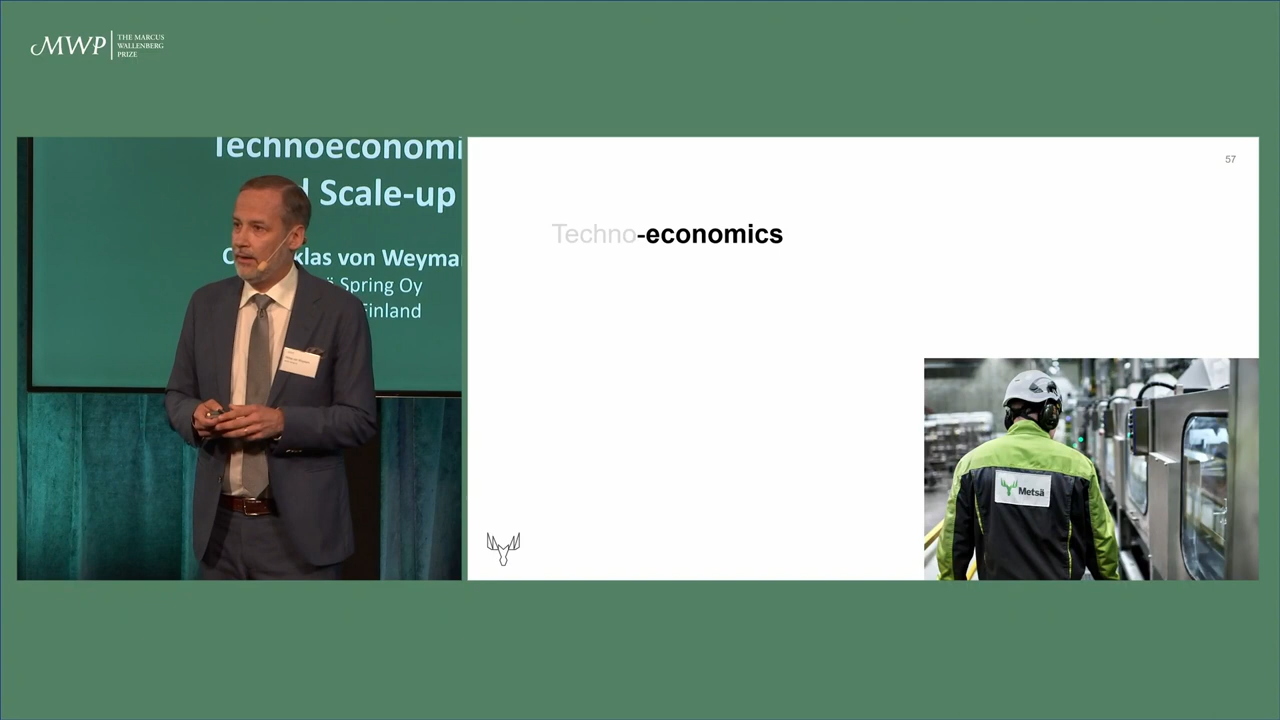 MWP
THE MARCUS
WALLENBERG
PRIZE
Technoeconomi
Scale-up
klas von Weyma
Spring Oy
Finland
57
Techno-economics
Metsä